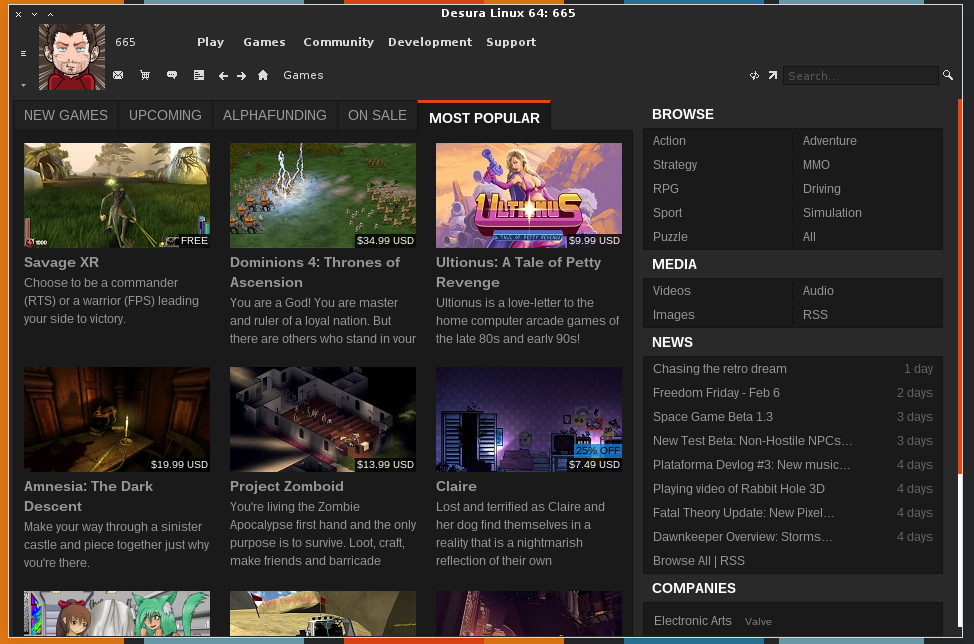 Desura Linux 64: 665
665
Play Games Community Development Support
Games
Search...
NEW GAMES UPCOMING ALPHAFUNDING ON SALE MOST POPULAR
FREE
Savage XR
Choose to be a commander
(RTS) or a warrior (FPS) leading
your side to victory.
$34.99 USD
Dominions 4: Thrones of
Ascension
You are a God! You are master
and ruler of a loyal nation. But
there are others who stand in your
ULTIONUS
A TALE OF PETTY REVENGE
$9.99 USD
Ultionus: A Tale of Petty
Revenge
Ultionus is a love-letter to the
home computer arcade games of
the late 80s and early 90s!
$19.99 USD
Amnesia: The Dark
Descent
Make your way through a sinister
castle and piece together just why
you're there.
$13.99 USD
Project Zomboid
You're living the Zombie
Apocalypse first hand and the only
purpose is to survive. Loot, craft,
make friends and barricade
25% OFF
$7.49 USD
Claire
Lost and terrified as Claire and
her dog find themselves in a
reality that is a nightmarish
reflection of their own
BROWSE
Action Adventure
Strategy MMO
RPG Driving
Sport Simulation
Puzzle All
MEDIA
Videos Audio
Images RSS
NEWS
Chasing the retro dream 1 day
Freedom Friday - Feb 6 2 days
Space Game Beta 1.3 3 days
New Test Beta: Non-Hostile NPCs... 3 days
Plataforma Devlog #3: New music... 4 days
Playing video of Rabbit Hole 3D 4 days
Fatal Theory Update: New Pixel... 4 days
Dawnkeeper Overview: Storms... 4 days
Browse All | RSS
COMPANIES
Electronic Arts Valve